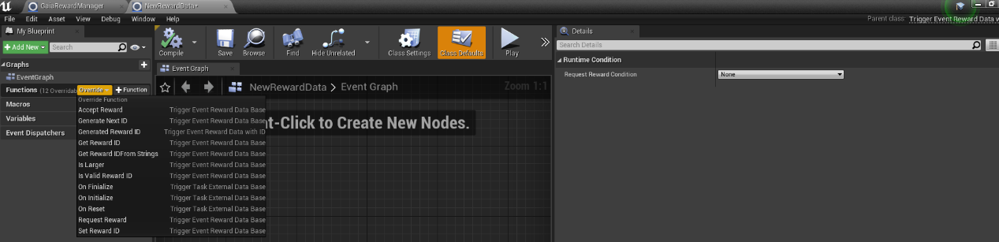 GaiaRewardManager
NewRewardData*
File Edit Asset View Debug Window Help
Parent class: Trigger Event Reward Data w
My Blueprint
Add New Search
Graphs
EventGraph
Functions (12 Overridab Override Function
Macros
Variables
Event Dispatchers
Override Function
Accept Reward Trigger Event Reward Data Base
Generate Next ID Trigger Event Reward Data Base
Generated Reward ID Trigger Event Reward Data with ID
Get Reward ID Trigger Event Reward Data Base
Get Reward IDFrom Strings Trigger Event Reward Data Base
Is Larger Trigger Event Reward Data Base
Is Valid Reward ID Trigger Event Reward Data Base
On Finialize Trigger Task External Data Base
On Initialize Trigger Task External Data Base
On Reset Trigger Task External Data Base
Request Reward Trigger Event Reward Data Base
Set Reward ID Trigger Event Reward Data Base
Compile Save Browse Find Hide Unrelated Class Settings Class Defaults Play
Event Graph
NewRewardData > Event Graph Zoom 1:1
t-Click to Create New Nodes.
Details
Search Details
Runtime Condition
Request Reward Condition None